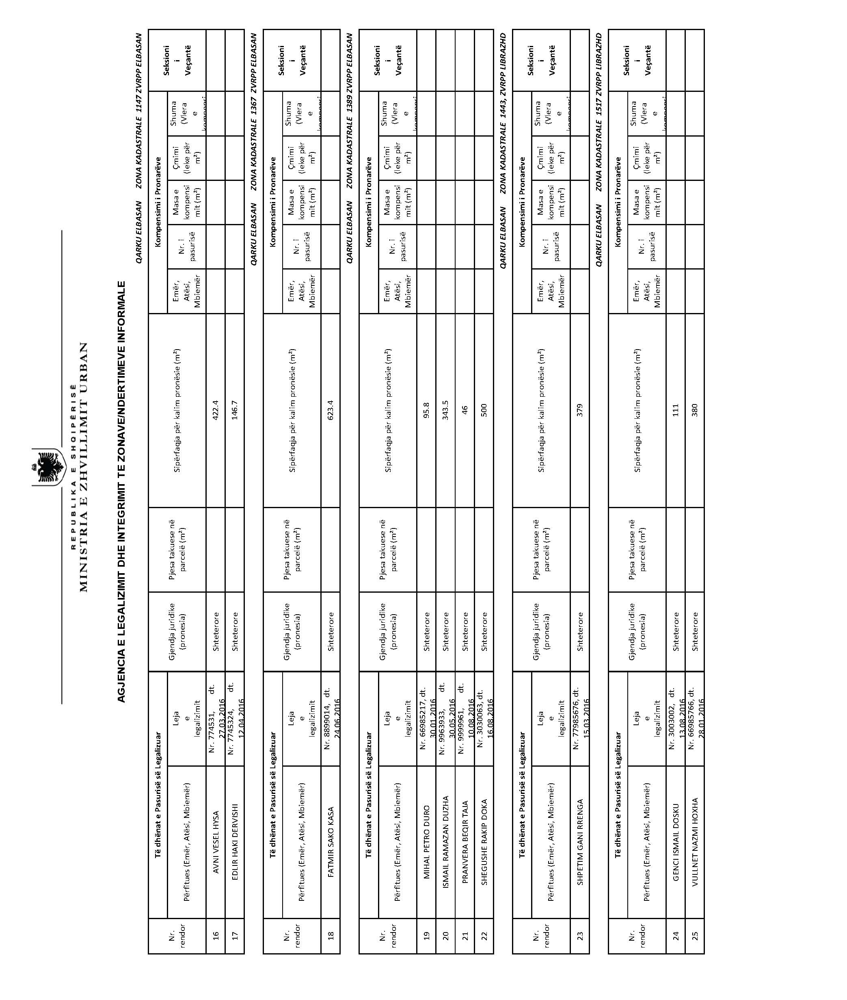 REPUBLIKA E SHQIPËRISË
MINISTRIA E ZHVILLIMIT URBAN
AGJENCIA E LEGALIZIMIT DHE INTEGRIMIT TE ZONAVE/NDERTIMEVE INFORMALE
QARKU ELBASAN ZONA KADASTRALE 1147 ZVRPP ELBASAN
Nr. rendor Të dhënat e Pasurisë së Legalizuar Gjendja juridike (pronesia) Pjesa takuese në parcelë (m²) Sipërfaqja për kalim pronësie (m²) Kompensimi i Pronarëve Seksioni i Veçantë
Përfitues (Emër, Atësi, Mbiemër) Leja e legalizimit Emër, Atësi, Mbiemër Nr. i pasurisë Masa e kompensi mit (m²) Çmimi (leke për m²) Shuma (Vlera e kompensi
16 AVNI VESEL HYSA Nr. 774531, dt. 27.03.2016 Shteterore 422.4
17 EDLIR HAKI DERVISHI Nr. 7745324, dt. 12.04.2016 Shteterore 146.7
QARKU ELBASAN ZONA KADASTRALE 1367 ZVRPP ELBASAN
Nr. rendor Të dhënat e Pasurisë së Legalizuar Gjendja juridike (pronesia) Pjesa takuese në parcelë (m²) Sipërfaqja për kalim pronësie (m²) Kompensimi i Pronarëve Seksioni i Veçantë
Përfitues (Emër, Atësi, Mbiemër) Leja e legalizimit Emër, Atësi, Mbiemër Nr. i pasurisë Masa e kompensi mit (m²) Çmimi (leke për m²) Shuma (Vlera e kompensi
18 FATMIR SAKO KASA Nr. 8899014, dt. 24.06.2016 Shteterore 623.4
QARKU ELBASAN ZONA KADASTRALE 1389 ZVRPP ELBASAN
Nr. rendor Të dhënat e Pasurisë së Legalizuar Gjendja juridike (pronesia) Pjesa takuese në parcelë (m²) Sipërfaqja për kalim pronësie (m²) Kompensimi i Pronarëve Seksioni i Veçantë
Përfitues (Emër, Atësi, Mbiemër) Leja e legalizimit Emër, Atësi, Mbiemër Nr. i pasurisë Masa e kompensi mit (m²) Çmimi (leke për m²) Shuma (Vlera e kompensi
19 MIHAL PETRO DURO Nr. 66985217, dt. 30.01.2016 Shteterore 95.8
20 ISMAIL RAMAZAN DUZHA Nr. 9963933, dt. 30.05.2016 Shteterore 343.5
21 PRANVERA BEQIR TAJA Nr. 9999961, dt. 10.08.2016 Shteterore 46
22 SHEGUSHE RAKIP DOKA Nr. 3030063, dt. 16.08.2016 Shteterore 500
QARKU ELBASAN ZONA KADASTRALE 1443, ZVRPP LIBRAZHD
Nr. rendor Të dhënat e Pasurisë së Legalizuar Gjendja juridike (pronesia) Pjesa takuese në parcelë (m²) Sipërfaqja për kalim pronësie (m²) Kompensimi i Pronarëve Seksioni i Veçantë
Përfitues (Emër, Atësi, Mbiemër) Leja e legalizimit Emër, Atësi, Mbiemër Nr. i pasurisë Masa e kompensi mit (m²) Çmimi (leke për m²) Shuma (Vlera e kompensi
23 SHPETIM GANI RRENGA Nr. 77985676, dt. 15.03.2016 Shteterore 379
QARKU ELBASAN ZONA KADASTRALE 1517 ZVRPP LIBRAZHD
Nr. rendor Të dhënat e Pasurisë së Legalizuar Gjendja juridike (pronesia) Pjesa takuese në parcelë (m²) Sipërfaqja për kalim pronësie (m²) Kompensimi i Pronarëve Seksioni i Veçantë
Përfitues (Emër, Atësi, Mbiemër) Leja e legalizimit Emër, Atësi, Mbiemër Nr. i pasurisë Masa e kompensi mit (m²) Çmimi (leke për m²) Shuma (Vlera e kompensi
24 GENCI ISMAIL DOSKU Nr. 3003002, dt. 13.08.2016 Shteterore 111
25 VULLNET NAZMI HOXHA Nr. 66985766, dt. 28.01.2016 Shteterore 380